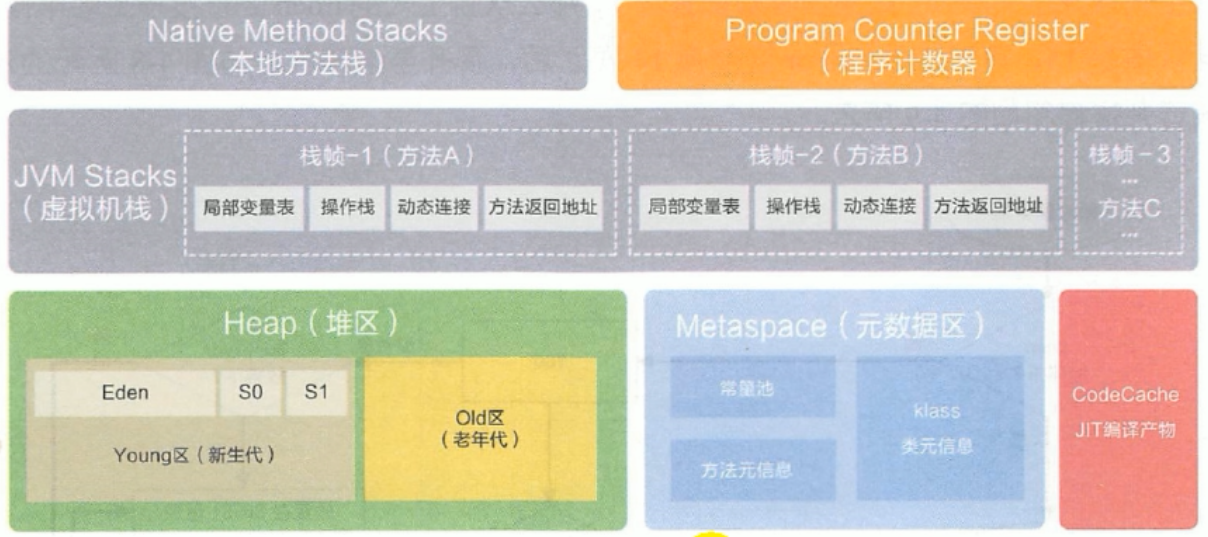 Native Method Stacks
（本地方法栈）
Program Counter Register
（程序计数器）
JVM Stacks
（虚拟机栈）
栈帧-1（方法A）
局部变量表
操作栈
动态连接
方法返回地址
栈帧-2（方法B）
局部变量表
操作栈
动态连接
方法返回地址
栈帧-3
...
方法C
...
Heap（堆区）
Eden
S0
S1
Young区（新生代）
Old区
（老年代）
Metaspace（元数据区）
常量池
方法元信息
klass
类元信息
CodeCache
JIT编译产物